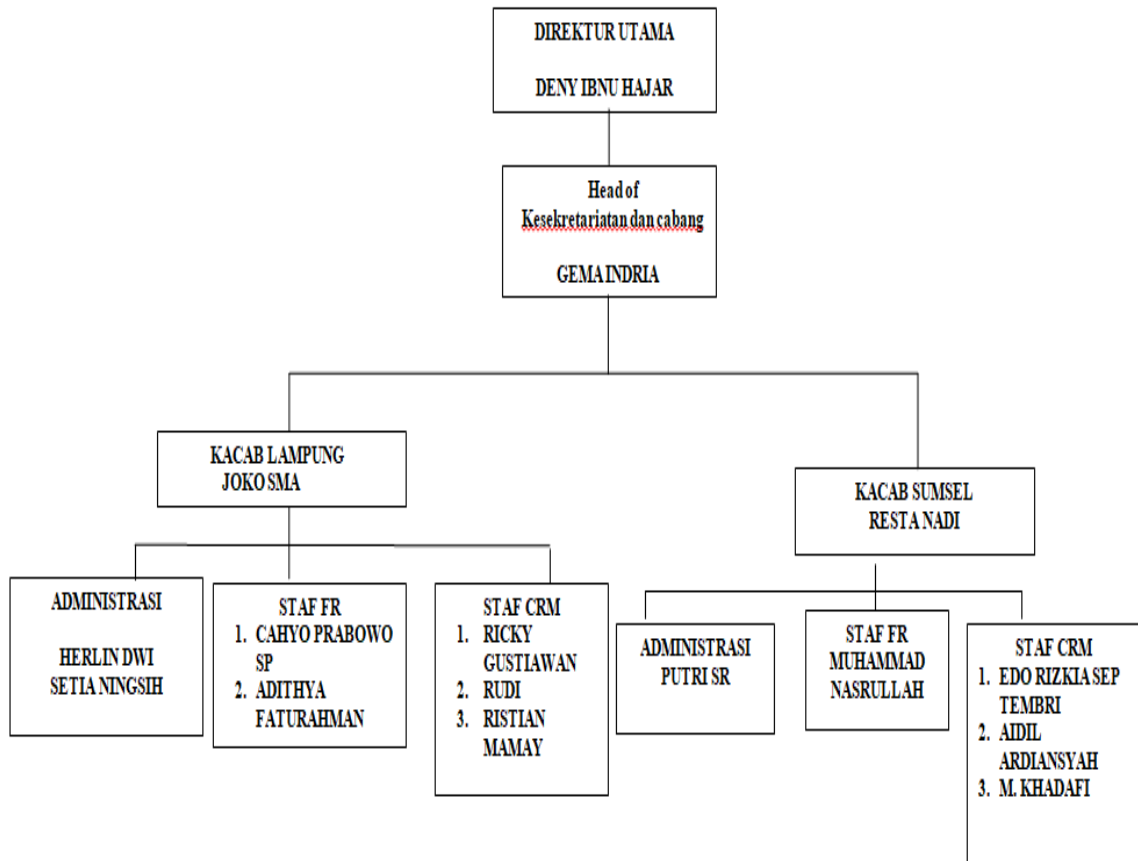 DIREKTUR UTAMA
DENY IBNU HAJAR
Head of
Kesekretariatan dan cabang
GEMA INDRIA
KACAB LAMPUNG
JOKO SMA
KACAB SUMSEL
RESTA NADI
ADMINISTRASI
HERLIN DWI
SETIA NINGSIH
STAF FR
1. CAHYO PRABOWO
SP
2. ADITHYA
FATURAHMAN
STAF CRM
1. RICKY
GUSTIAWAN
2. RUDI
3. RISTIAN
MAMAY
ADMINISTRASI
PUTRI SR
STAF FR
MUHAMMAD
NASRULLAH
STAF CRM
1. EDO RIZKIA SEP
TEMBRI
2. AIDIL
ARDIANSYAH
3. M. KHADAFI